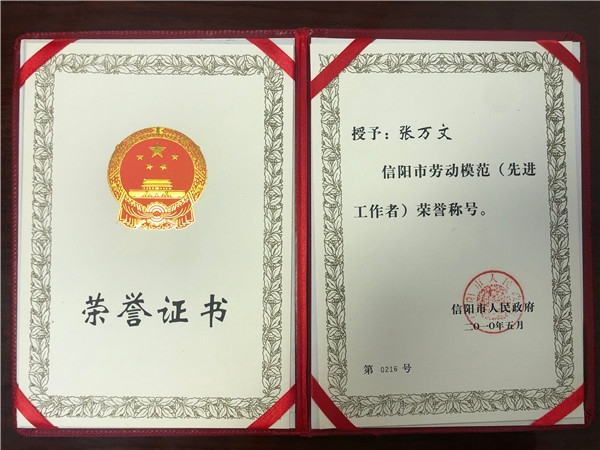 荣誉证书
授予：张万文
信阳市劳动模范（先进
工作者）荣誉称号。
信阳市人民政府
二〇一〇年五月
第 0216 号